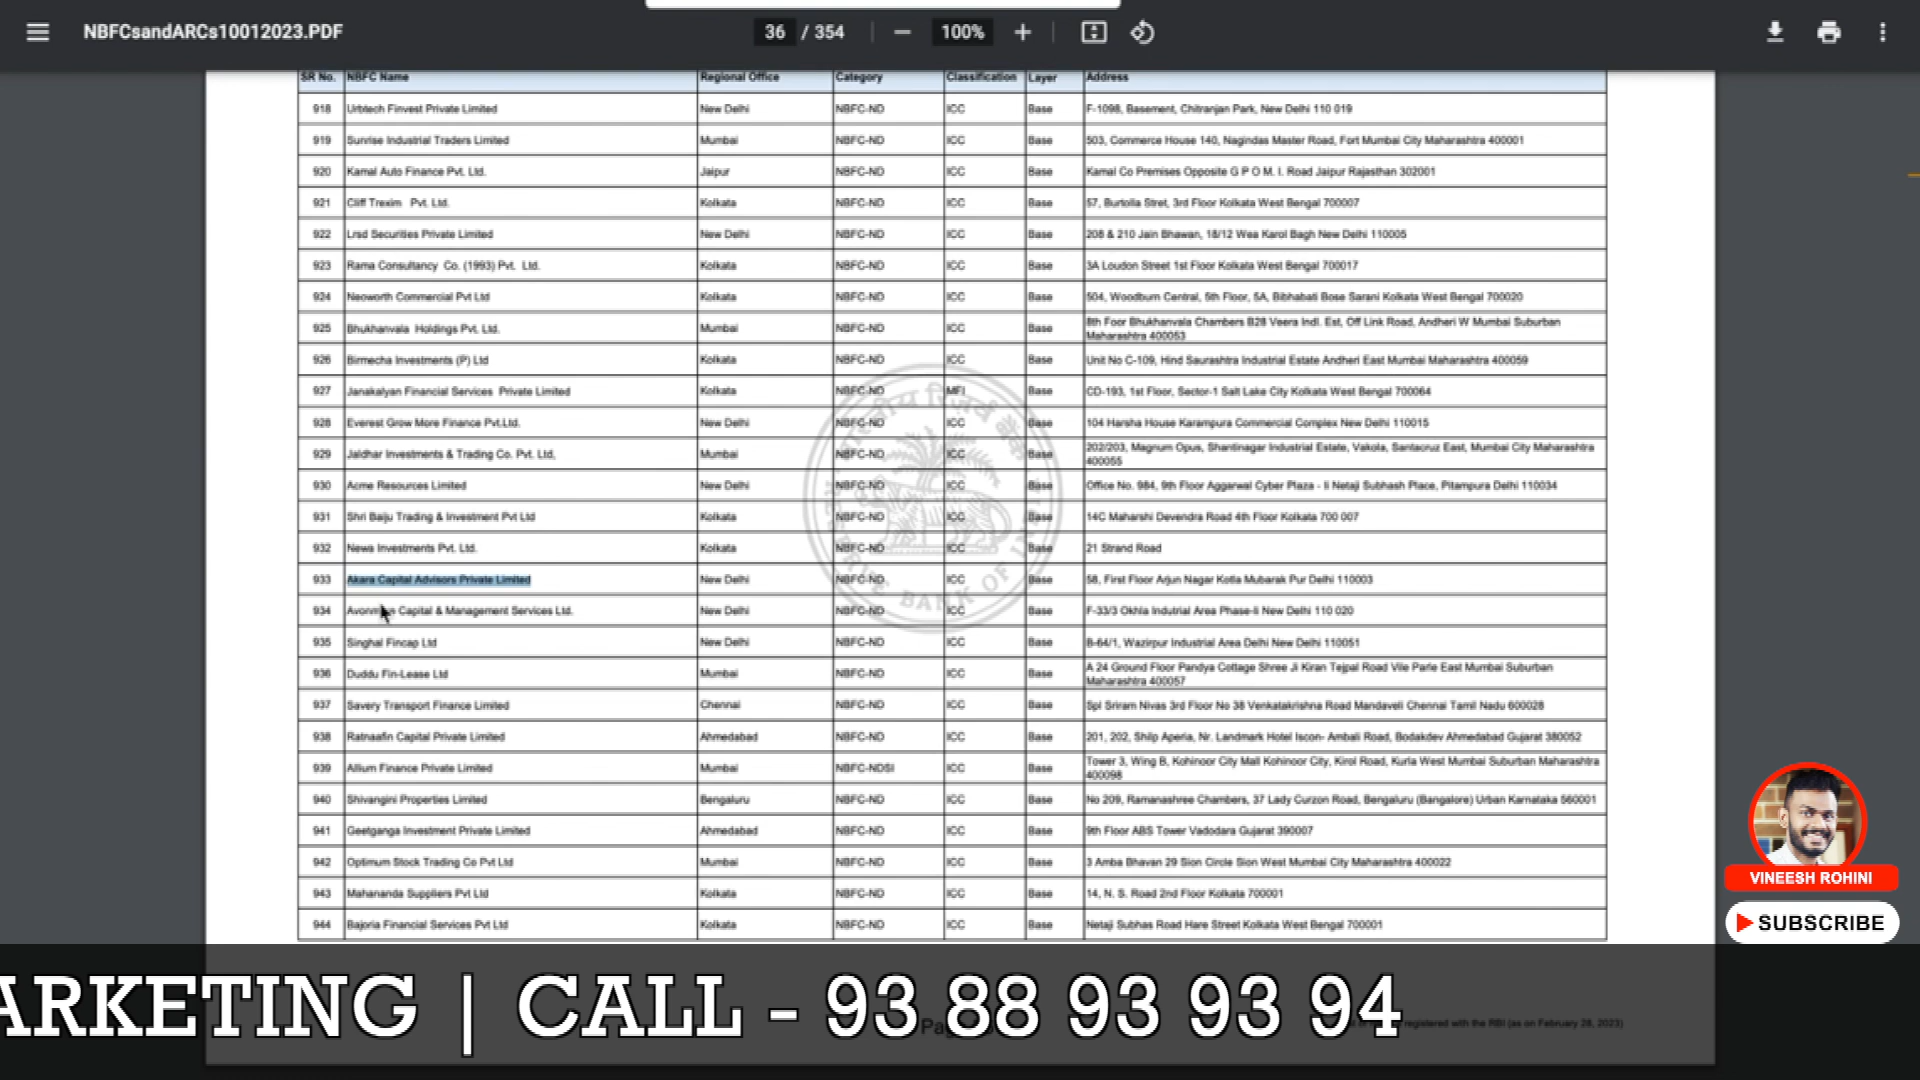 NBFCsandARCs10012023.PDF 36 / 354 100%
SR No. NBFC Name Regional Office Category Classification Layer Address
918 Urbtech Finvest Private Limited New Delhi NBFC-ND ICC Base F-1098, Basement, Chitranjan Park, New Delhi 110 019
919 Sunrise Industrial Traders Limited Mumbai NBFC-ND ICC Base 503, Commerce House 140, Nagindas Master Road, Fort Mumbai City Maharashtra 400001
920 Kamal Auto Finance Pvt. Ltd. Jaipur NBFC-ND ICC Base Kamal Co Premises Opposite G P O M. I. Road Jaipur Rajasthan 302001
921 Cliff Trexim Pvt. Ltd. Kolkata NBFC-ND ICC Base 57, Burtolla Stret, 3rd Floor Kolkata West Bengal 700007
922 Lrsd Securities Private Limited New Delhi NBFC-ND ICC Base 208 & 210 Jain Bhawan, 18/12 Wea Karol Bagh New Delhi 110005
923 Rama Consultancy Co. (1993) Pvt. Ltd. Kolkata NBFC-ND ICC Base 3A Loudon Street 1st Floor Kolkata West Bengal 700017
924 Neoworth Commercial Pvt Ltd Kolkata NBFC-ND ICC Base 504, Woodburn Central, 5th Floor, 5A, Bibhabati Bose Sarani Kolkata West Bengal 700020
925 Bhukhanvala Holdings Pvt. Ltd. Mumbai NBFC-ND ICC Base 8th Foor Bhukhanvala Chambers B28 Veera Indl. Est, Off Link Road, Andheri W Mumbai Suburban
Maharashtra 400053
926 Birmecha Investments (P) Ltd Kolkata NBFC-ND ICC Base Unit No C-109, Hind Saurashtra Industrial Estate Andheri East Mumbai Maharashtra 400059
927 Janakalyan Financial Services Private Limited Kolkata NBFC-ND MFI Base CD-193, 1st Floor, Sector-1 Salt Lake City Kolkata West Bengal 700064
928 Everest Grow More Finance Pvt.Ltd. New Delhi NBFC-ND ICC Base 104 Harsha House Karampura Commercial Complex New Delhi 110015
929 Jaldhar Investments & Trading Co. Pvt. Ltd, Mumbai NBFC-ND ICC Base 202/203, Magnum Opus, Shantinagar Industrial Estate, Vakola, Santacruz East, Mumbai City Maharashtra
400055
930 Acme Resources Limited New Delhi NBFC-ND ICC Base Office No. 984, 9th Floor Aggarwal Cyber Plaza - Ii Netaji Subhash Place, Pitampura Delhi 110034
931 Shri Baiju Trading & Investment Pvt Ltd Kolkata NBFC-ND ICC Base 14C Maharshi Devendra Road 4th Floor Kolkata 700 007
932 Newa Investments Pvt. Ltd. Kolkata NBFC-ND ICC Base 21 Strand Road
933 Akara Capital Advisors Private Limited New Delhi NBFC-ND ICC Base 58, First Floor Arjun Nagar Kotla Mubarak Pur Delhi 110003
934 Capital & Management Services Ltd. New Delhi NBFC-ND ICC Base F-33/3 Okhla Indutrial Area Phase-Ii New Delhi 110 020
935 Singhal Fincap Ltd New Delhi NBFC-ND ICC Base B-64/1, Wazirpur Industrial Area Delhi New Delhi 110051
936 Duddu Fin-Lease Ltd Mumbai NBFC-ND ICC Base A 24 Ground Floor Pandya Cottage Shree Ji Kiran Tejpal Road Vile Parle East Mumbai Suburban
Maharashtra 400057
937 Savery Transport Finance Limited Chennai NBFC-ND ICC Base Spl Sriram Nivas 3rd Floor No 38 Venkatakrishna Road Mandaveli Chennai Tamil Nadu 600028
938 Ratnaafin Capital Private Limited Ahmedabad NBFC-ND ICC Base 201, 202, Shilp Aperia, Nr. Landmark Hotel Iscon- Ambali Road, Bodakdev Ahmedabad Gujarat 380052
939 Allium Finance Private Limited Mumbai NBFC-NDSI ICC Base Tower 3, Wing B, Kohinoor City Mall Kohinoor City, Kirol Road, Kurla West Mumbai Suburban Maharashtra
400098
940 Shivangini Properties Limited Bengaluru NBFC-ND ICC Base No 209, Ramanashree Chambers, 37 Lady Curzon Road, Bengaluru (Bangalore) Urban Karnataka 560001
941 Geetganga Investment Private Limited Ahmedabad NBFC-ND ICC Base 9th Floor ABS Tower Vadodara Gujarat 390007
942 Optimum Stock Trading Co Pvt Ltd Mumbai NBFC-ND ICC Base 3 Amba Bhavan 29 Sion Circle Sion West Mumbai City Maharashtra 400022
943 Mahananda Suppliers Pvt Ltd Kolkata NBFC-ND ICC Base 14, N. S. Road 2nd Floor Kolkata 700001
944 Bajoria Financial Services Pvt Ltd Kolkata NBFC-ND ICC Base Netaji Subhas Road Hare Street Kolkata West Bengal 700001
VINEESH ROHINI
SUBSCRIBE
ARKETING | CALL - 93 88 93 93 94
registered with the RBI (as on February 28, 2023)